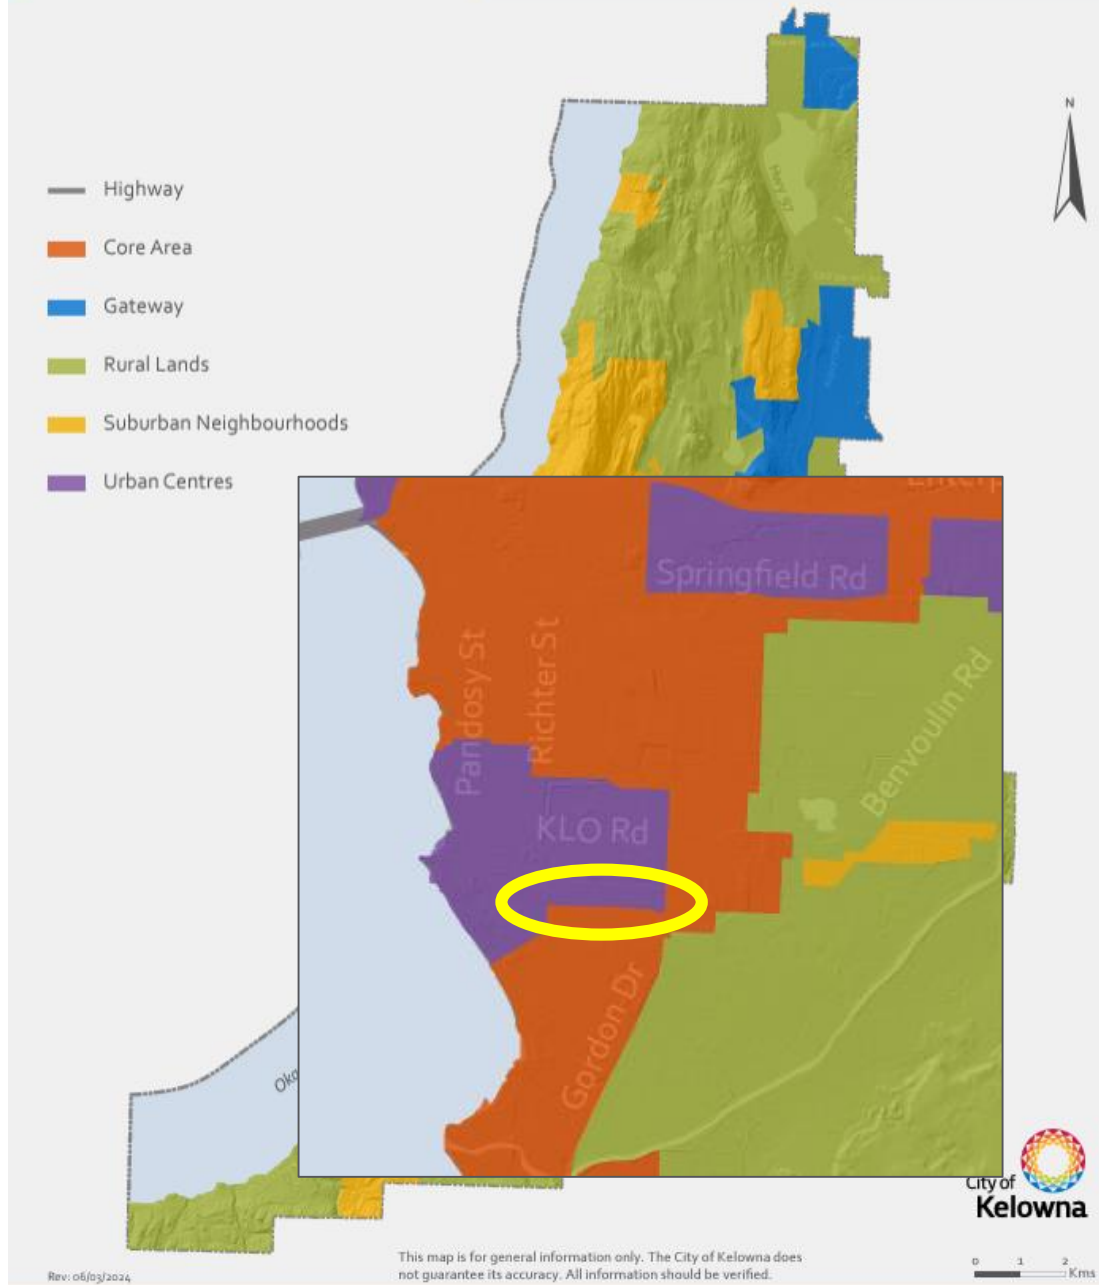 N
Highway
Core Area
Gateway
Rural Lands
Suburban Neighbourhoods
Urban Centres
Hwy 97
Springfield Rd
Pandosy St
Richter St
Benvoulin Rd
KLO Rd
Gordon Dr
Oko
City of
Kelowna
This map is for general information only. The City of Kelowna does
not guarantee its accuracy. All information should be verified.
Rev: 06/03/2024
0 1 2
Kms